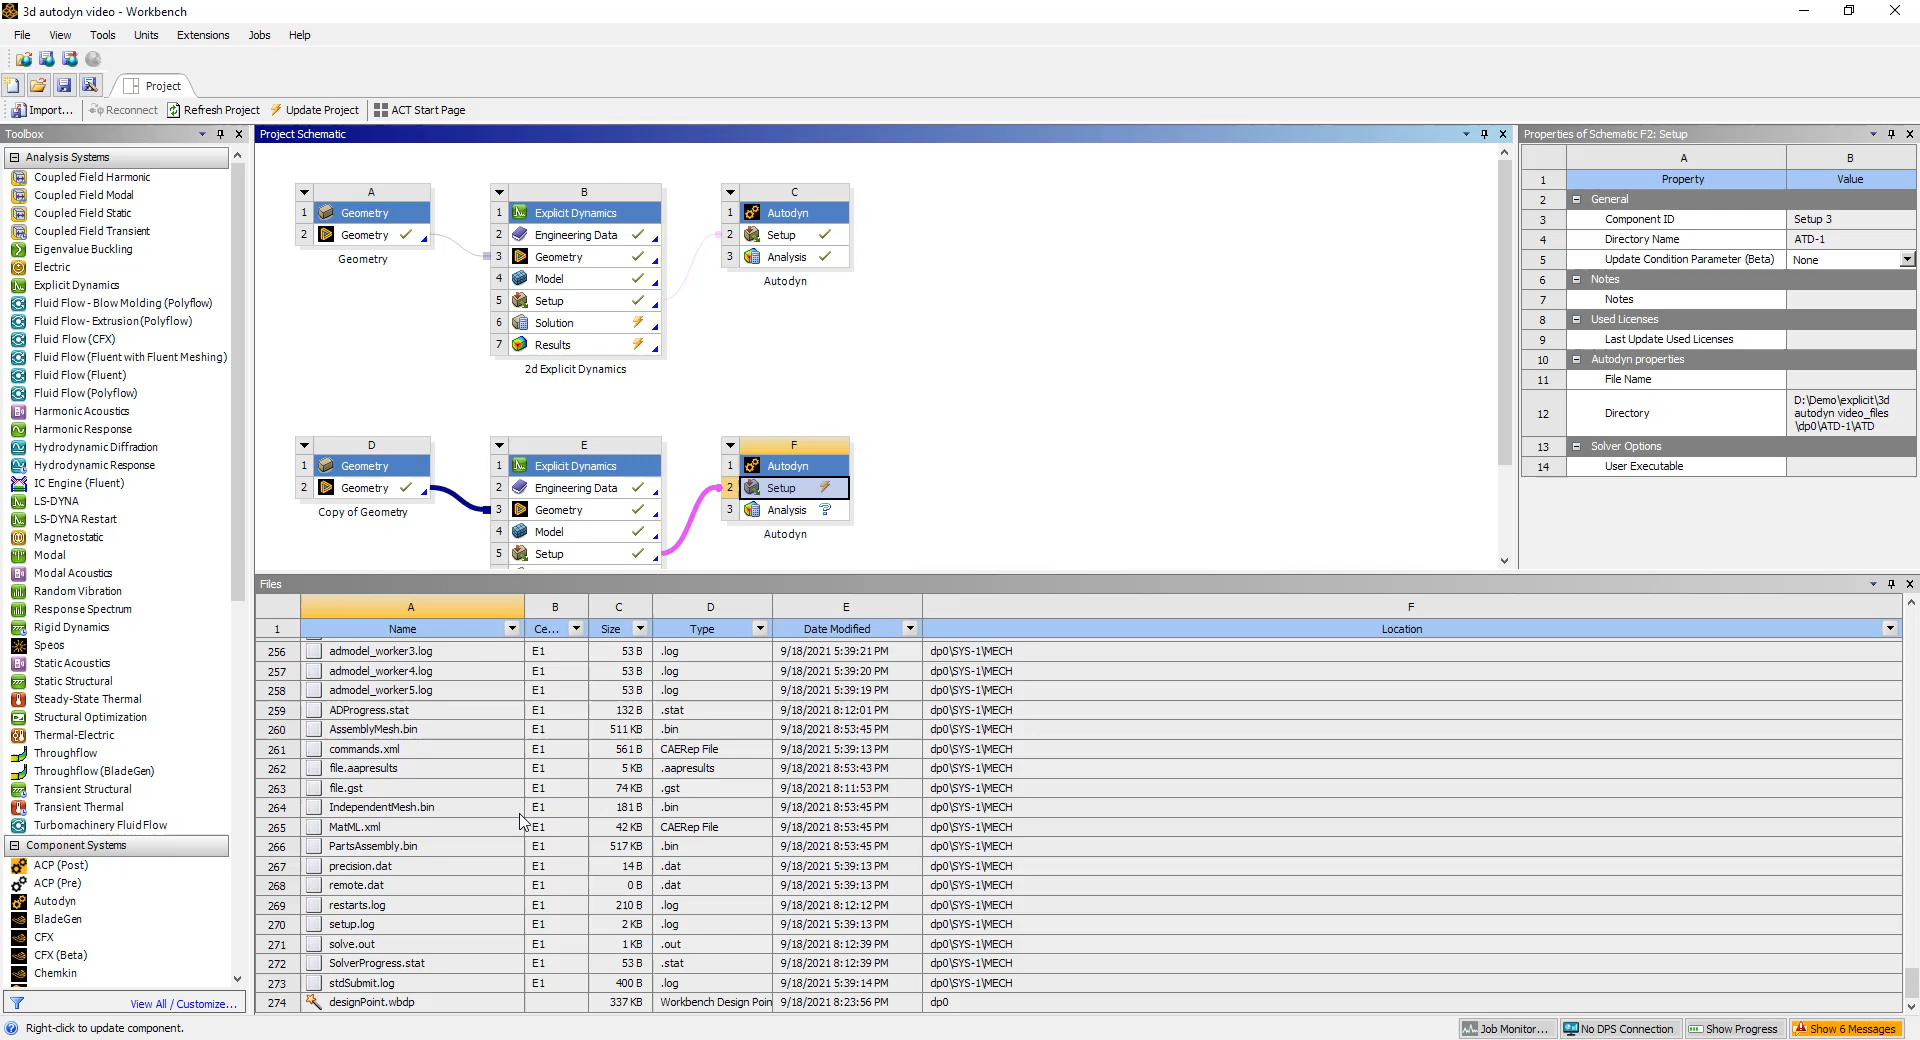 3d autodyn video - Workbench
File View Tools Units Extensions Jobs Help
Project
Import... Reconnect Refresh Project Update Project ACT Start Page
Toolbox
Analysis Systems
Coupled Field Harmonic
Coupled Field Modal
Coupled Field Static
Coupled Field Transient
Eigenvalue Buckling
Electric
Explicit Dynamics
Fluid Flow - Blow Molding (Polyflow)
Fluid Flow - Extrusion (Polyflow)
Fluid Flow (CFX)
Fluid Flow (Fluent with Fluent Meshing)
Fluid Flow (Fluent)
Fluid Flow (Polyflow)
Harmonic Acoustics
Harmonic Response
Hydrodynamic Diffraction
Hydrodynamic Response
IC Engine (Fluent)
LS-DYNA
LS-DYNA Restart
Magnetostatic
Modal
Modal Acoustics
Random Vibration
Response Spectrum
Rigid Dynamics
Speos
Static Acoustics
Static Structural
Steady-State Thermal
Structural Optimization
Thermal-Electric
Throughflow
Throughflow (BladeGen)
Transient Structural
Transient Thermal
Turbomachinery Fluid Flow
Component Systems
ACP (Post)
ACP (Pre)
Autodyn
BladeGen
CFX
CFX (Beta)
Chemkin
View All / Customize...
Project Schematic
A
1 Geometry
2 Geometry
Geometry
B
1 Explicit Dynamics
2 Engineering Data
3 Geometry
4 Model
5 Setup
6 Solution
7 Results
2d Explicit Dynamics
C
1 Autodyn
2 Setup
3 Analysis
Autodyn
D
1 Geometry
2 Geometry
Copy of Geometry
E
1 Explicit Dynamics
2 Engineering Data
3 Geometry
4 Model
5 Setup
F
1 Autodyn
2 Setup
3 Analysis
Autodyn
Properties of Schematic F2: Setup
A B
1 Property Value
2 General
3 Component ID Setup 3
4 Directory Name ATD-1
5 Update Condition Parameter (Beta) None
6 Notes
7 Notes
8 Used Licenses
9 Last Update Used Licenses
10 Autodyn properties
11 File Name
12 Directory D:\Demo\explicit\3d
autodyn video_files
\dp0\ATD-1\ATD
13 Solver Options
14 User Executable
Files
A B C D E F
1 Name Ce... Size Type Date Modified Location
256 admodel_worker3.log E1 53 B .log 9/18/2021 5:39:21 PM dp0\SYS-1\MECH
257 admodel_worker4.log E1 53 B .log 9/18/2021 5:39:20 PM dp0\SYS-1\MECH
258 admodel_worker5.log E1 53 B .log 9/18/2021 5:39:19 PM dp0\SYS-1\MECH
259 ADProgress.stat E1 132 B .stat 9/18/2021 8:12:01 PM dp0\SYS-1\MECH
260 AssemblyMesh.bin E1 511 KB .bin 9/18/2021 8:53:45 PM dp0\SYS-1\MECH
261 commands.xml E1 561 B CAERep File 9/18/2021 5:39:13 PM dp0\SYS-1\MECH
262 file.aapresults E1 5 KB .aapresults 9/18/2021 8:53:43 PM dp0\SYS-1\MECH
263 file.gst E1 74 KB .gst 9/18/2021 8:11:53 PM dp0\SYS-1\MECH
264 IndependentMesh.bin E1 181 B .bin 9/18/2021 8:53:45 PM dp0\SYS-1\MECH
265 MatML.xml E1 42 KB CAERep File 9/18/2021 8:53:45 PM dp0\SYS-1\MECH
266 PartsAssembly.bin E1 517 KB .bin 9/18/2021 8:53:45 PM dp0\SYS-1\MECH
267 precision.dat E1 14 B .dat 9/18/2021 5:39:13 PM dp0\SYS-1\MECH
268 remote.dat E1 0 B .dat 9/18/2021 5:39:13 PM dp0\SYS-1\MECH
269 restarts.log E1 210 B .log 9/18/2021 8:12:12 PM dp0\SYS-1\MECH
270 setup.log E1 2 KB .log 9/18/2021 5:39:13 PM dp0\SYS-1\MECH
271 solve.out E1 1 KB .out 9/18/2021 8:12:39 PM dp0\SYS-1\MECH
272 SolverProgress.stat E1 53 B .stat 9/18/2021 8:12:39 PM dp0\SYS-1\MECH
273 stdSubmit.log E1 400 B .log 9/18/2021 5:39:14 PM dp0\SYS-1\MECH
274 designPoint.wbdp 337 KB Workbench Design Poin 9/18/2021 8:23:56 PM dp0
Right-click to update component.
Job Monitor... No DPS Connection Show Progress Show 6 Messages